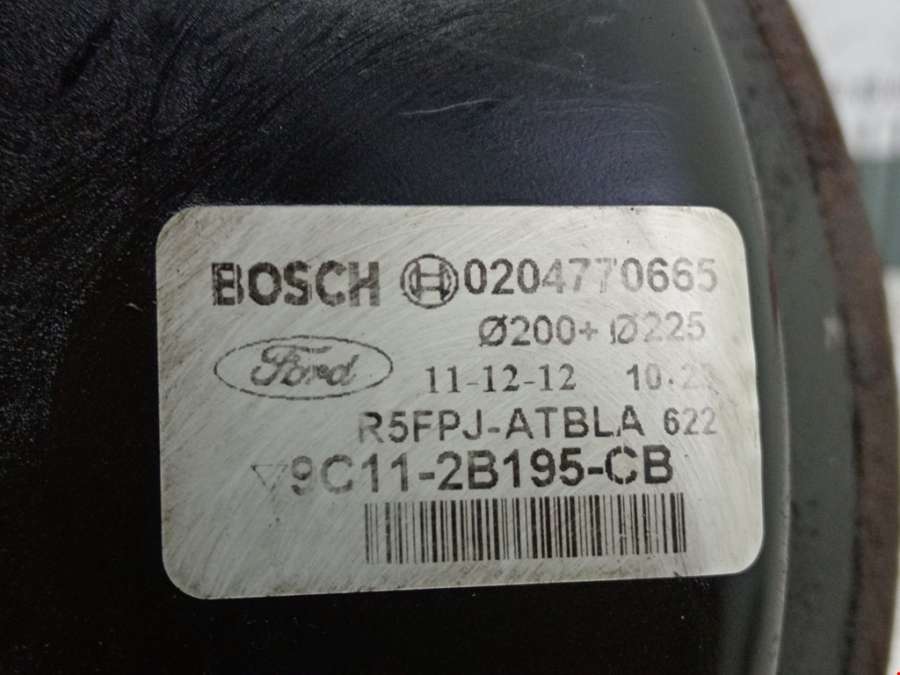 BOSCH 0204770665
Ø200+ Ø225
Ford 11-12-12
R5FPJ-ATBLA 622
9C11-2B195-CB